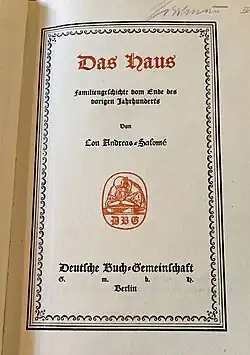 Das Haus
Familiengeschichte vom Ende des
vorigen Jahrhunderts
Von
Lou Andreas-Salomé
DBG
Deutsche Buch-Gemeinschaft
G. m. b. H.
Berlin